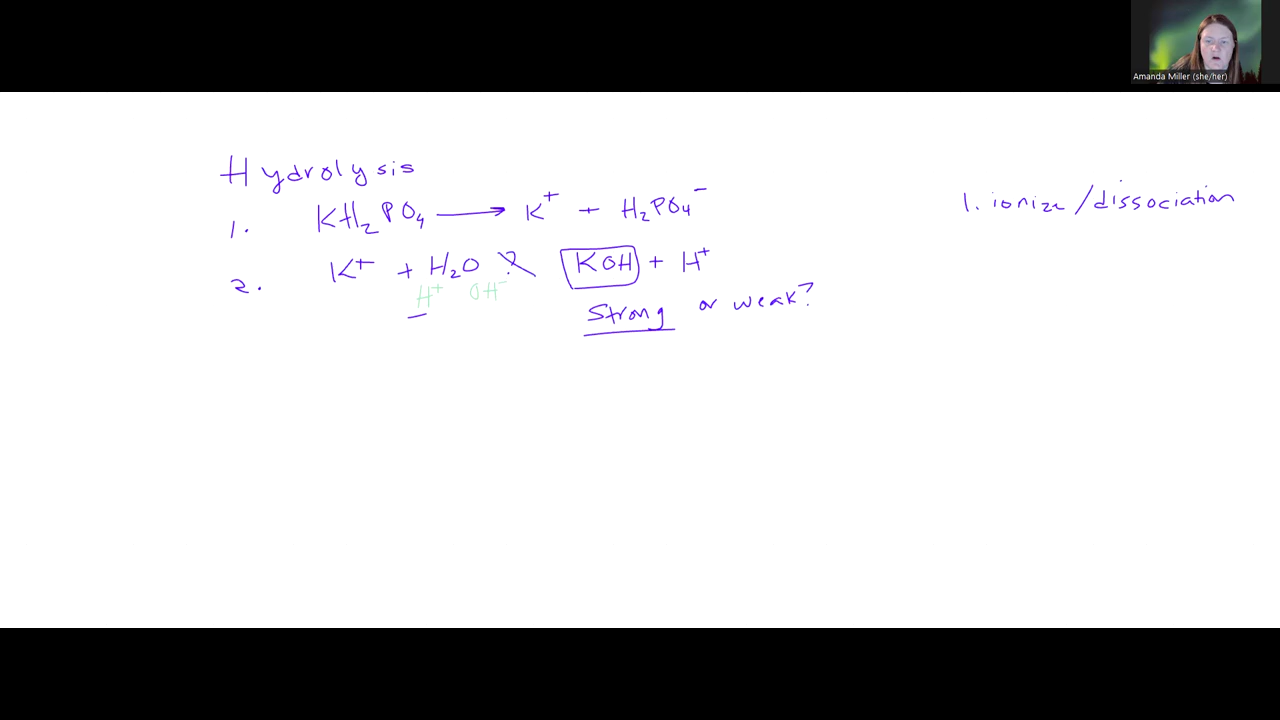 Amanda Miller (she/her)
Hydrolysis
1. KH₂PO₄ → K⁺ + H₂PO₄⁻
1. ionize/dissociation
2. K⁺ + H₂O ? KOH + H⁺
H⁺ OH⁻
Strong or weak?